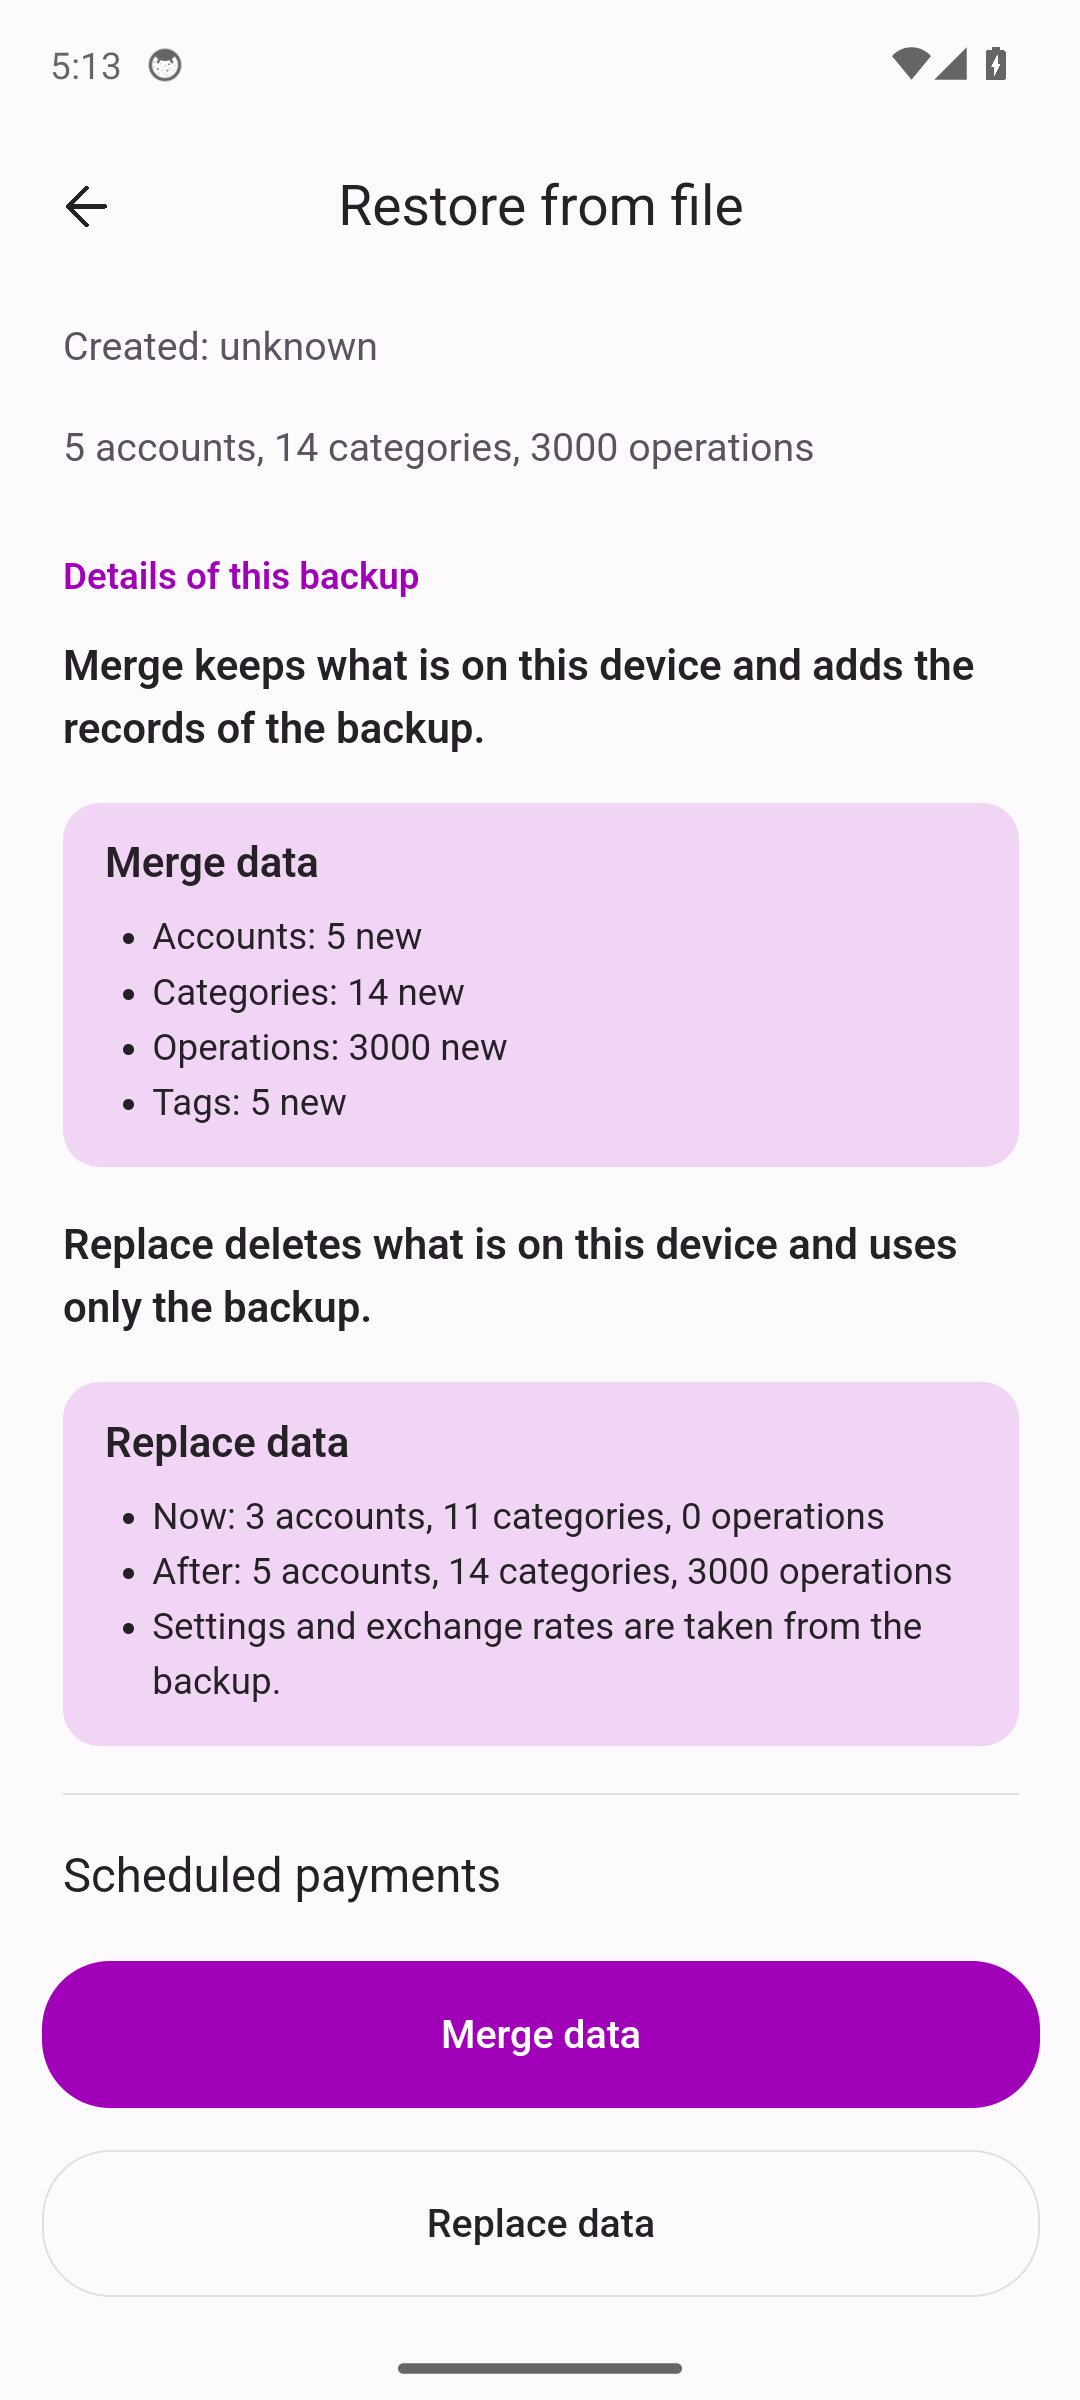 5:13
Restore from file
Created: unknown
5 accounts, 14 categories, 3000 operations
Details of this backup
Merge keeps what is on this device and adds the
records of the backup.
Merge data
• Accounts: 5 new
• Categories: 14 new
• Operations: 3000 new
• Tags: 5 new
Replace deletes what is on this device and uses
only the backup.
Replace data
• Now: 3 accounts, 11 categories, 0 operations
• After: 5 accounts, 14 categories, 3000 operations
• Settings and exchange rates are taken from the
backup.
Scheduled payments
Merge data
Replace data